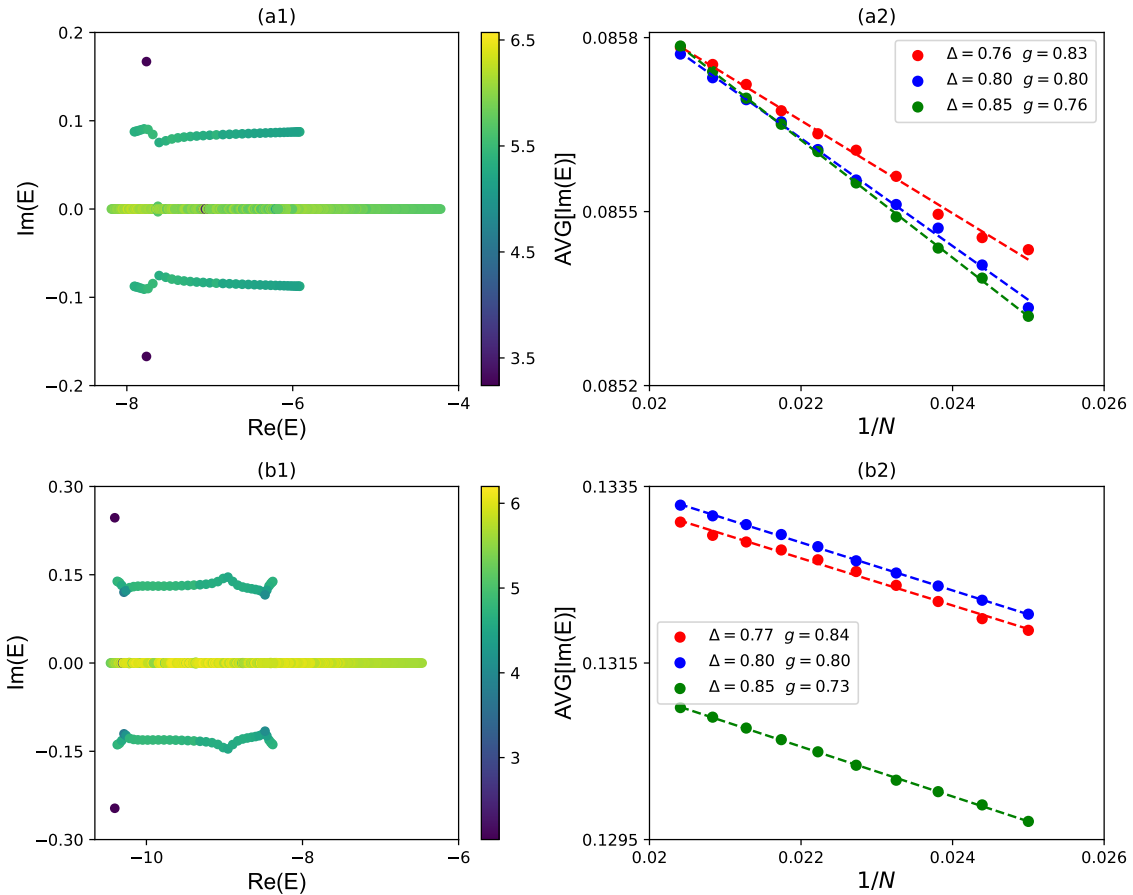 (a1)
0.2
0.1
0.0
−0.1
−0.2
Im(E)
−8
−6
−4
Re(E)
6.5
5.5
4.5
3.5
(a2)
0.0858
0.0855
0.0852
AVG[Im(E)]
Δ = 0.76 g = 0.83
Δ = 0.80 g = 0.80
Δ = 0.85 g = 0.76
0.02
0.022
0.024
0.026
1/N
(b1)
0.30
0.15
0.00
−0.15
−0.30
Im(E)
−10
−8
−6
Re(E)
6
5
4
3
(b2)
0.1335
0.1315
0.1295
AVG[Im(E)]
Δ = 0.77 g = 0.84
Δ = 0.80 g = 0.80
Δ = 0.85 g = 0.73
0.02
0.022
0.024
0.026
1/N